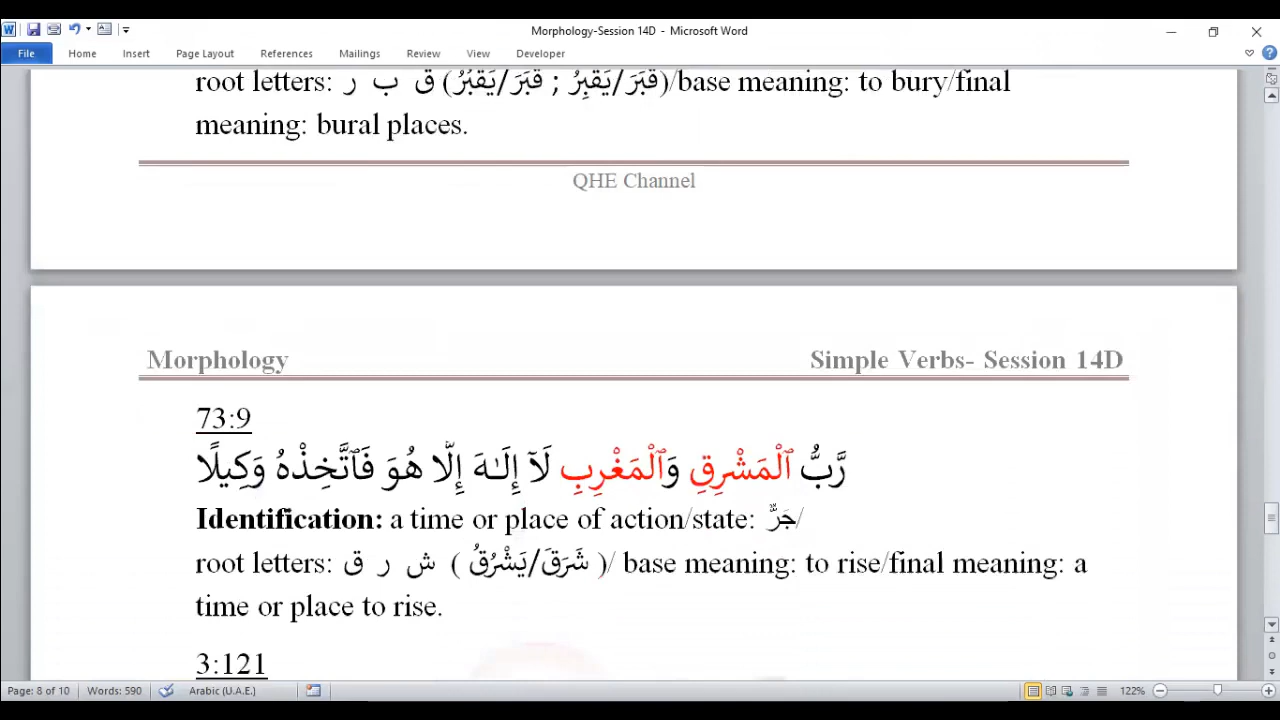 Morphology-Session 14D - Microsoft Word
File Home Insert Page Layout References Mailings Review View Developer
root letters: ق ب ر (قَبَرَ/يَقبِرُ ; قَبَرَ/يَقبُرُ)/base meaning: to bury/final
meaning: bural places.
QHE Channel
Morphology Simple Verbs- Session 14D
73:9
رَّبُّ ٱلْمَشْرِقِ وَٱلْمَغْرِبِ لَآ إِلَـٰهَ إِلَّا هُوَ فَٱتَّخِذْهُ وَكِيلًا
Identification: a time or place of action/state: جَرٌّ/
root letters: ش ر ق ( شَرَقَ/يَشْرُقُ )/ base meaning: to rise/final meaning: a
time or place to rise.
3:121
Page: 8 of 10 Words: 590 Arabic (U.A.E.) 122%